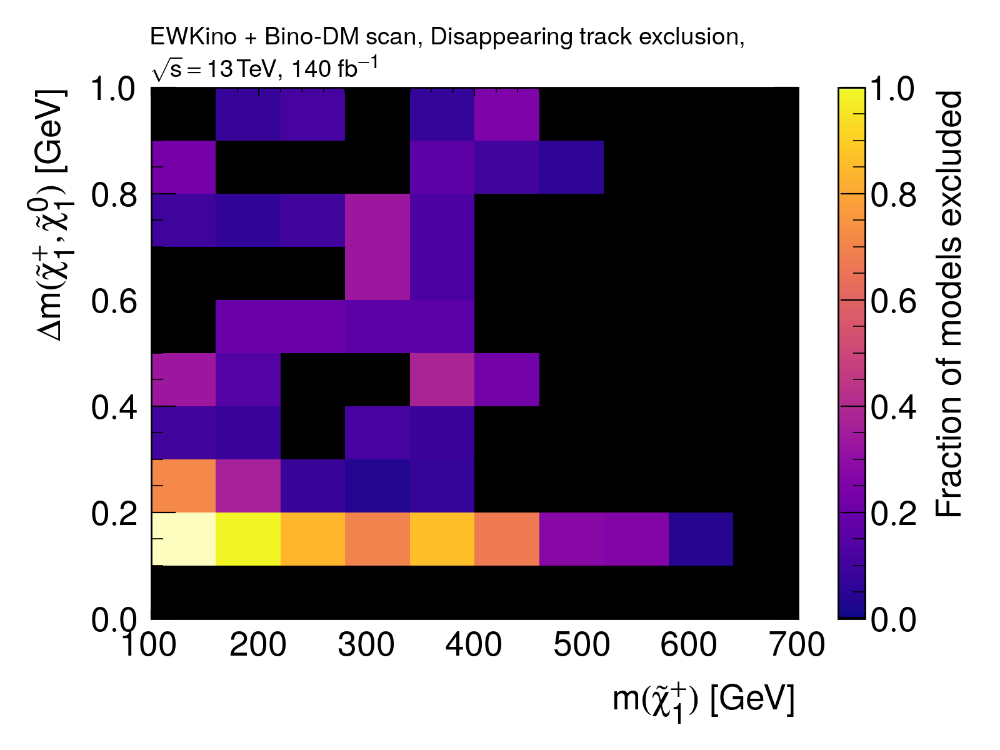 EWKino + Bino-DM scan, Disappearing track exclusion,
√s = 13 TeV, 140 fb⁻¹
Δm(χ̃₁⁺, χ̃₁⁰) [GeV]
1.0
0.8
0.6
0.4
0.2
0.0
100 200 300 400 500 600 700
m(χ̃₁⁺) [GeV]
1.0
0.8
0.6
0.4
0.2
0.0
Fraction of models excluded